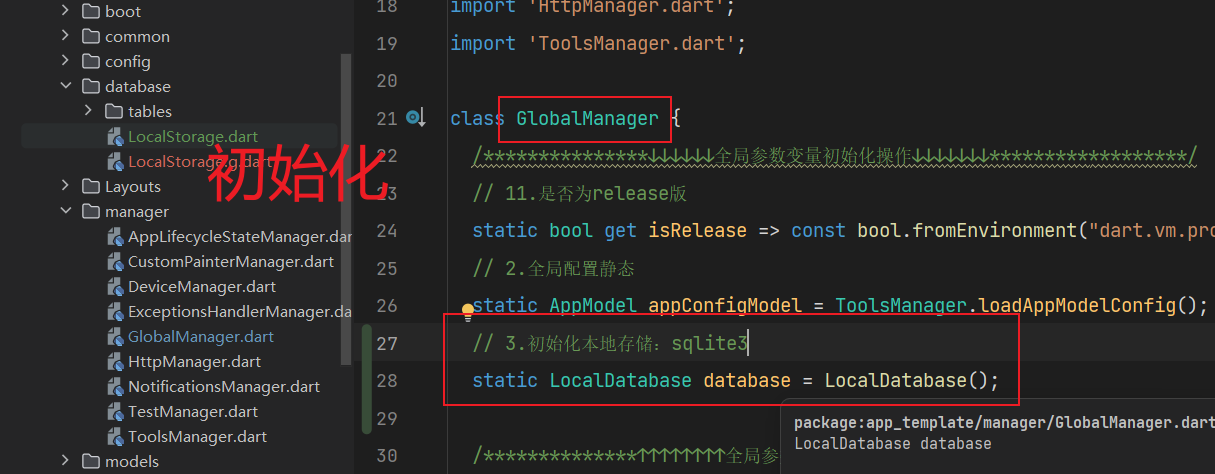 boot
common
config
database
tables
LocalStorage.dart
LocalStorage.g.dart
初始化
Layouts
manager
AppLifecycleStateManager.dar
CustomPainterManager.dart
DeviceManager.dart
ExceptionsHandlerManager.dar
GlobalManager.dart
HttpManager.dart
NotificationsManager.dart
TestManager.dart
ToolsManager.dart
models
18 import 'HttpManager.dart';
19 import 'ToolsManager.dart';
20
21 class GlobalManager {
22 /***************↓↓↓↓↓↓全局参数变量初始化操作↓↓↓↓↓↓↓******************/
23 // 11.是否为release版
24 static bool get isRelease => const bool.fromEnvironment("dart.vm.pro
25 // 2.全局配置静态
26 static AppModel appConfigModel = ToolsManager.loadAppModelConfig();
27 // 3.初始化本地存储：sqlite3
28 static LocalDatabase database = LocalDatabase();
29
30 /**************↑↑↑↑↑↑↑↑全局参
package:app_template/manager/GlobalManager.dart
LocalDatabase database